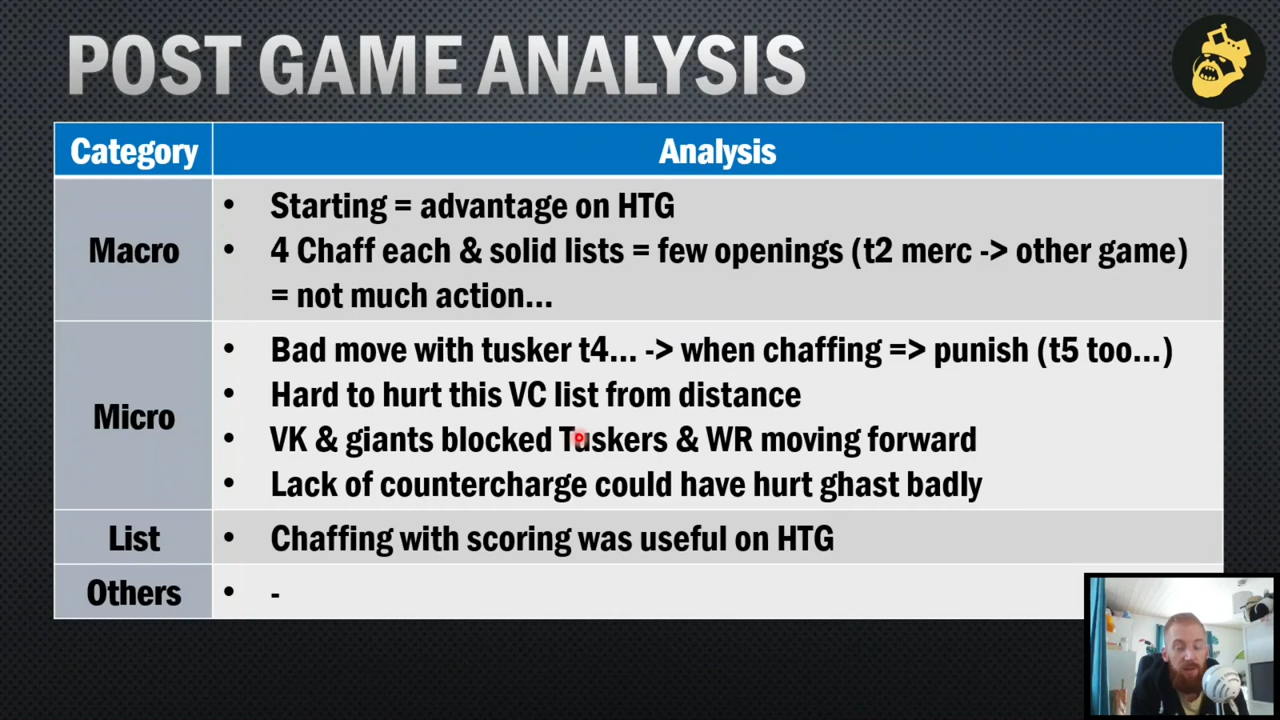 POST GAME ANALYSIS
Category
Analysis
Macro
• Starting = advantage on HTG
• 4 Chaff each & solid lists = few openings (t2 merc -> other game)
= not much action...
Micro
• Bad move with tusker t4... -> when chaffing => punish (t5 too...)
• Hard to hurt this VC list from distance
• VK & giants blocked Tuskers & WR moving forward
• Lack of countercharge could have hurt ghast badly
List
• Chaffing with scoring was useful on HTG
Others
• -